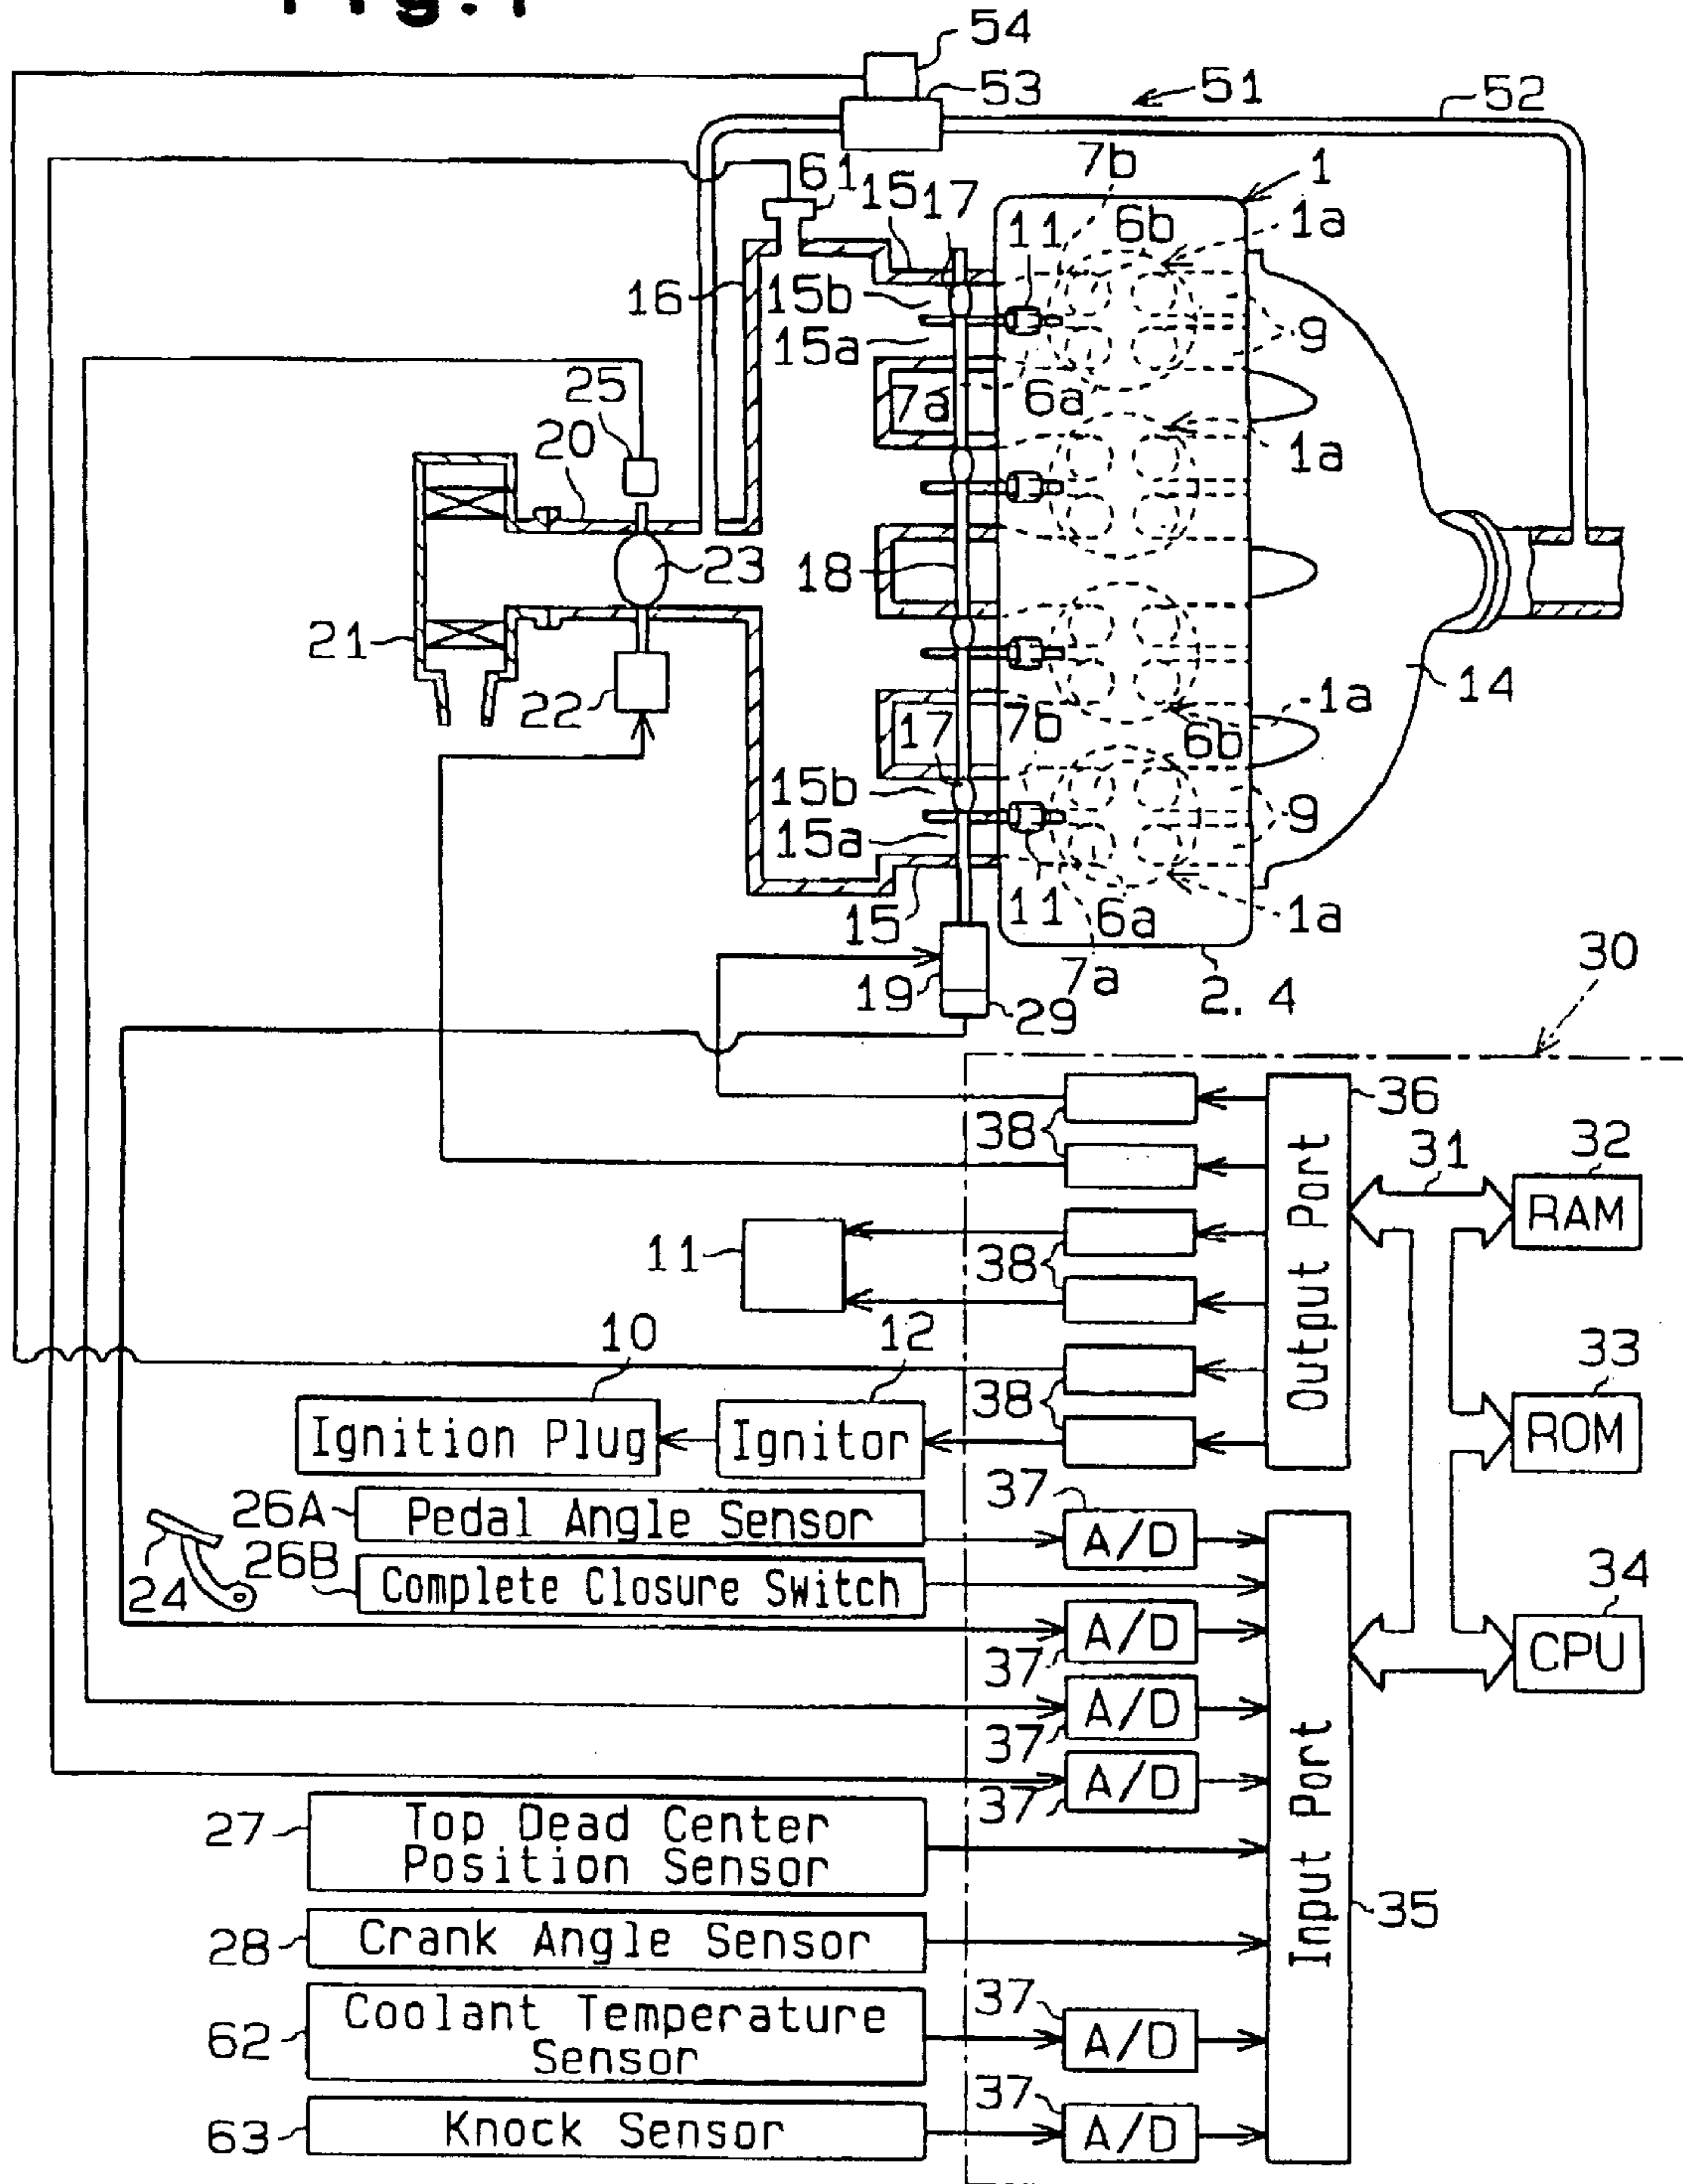 Fig.1
54
53
51
52
61
15
17
7b
1
11
6b
1a
16
15b
15a
9
7a
6a
25
20
1a
23
18
21
22
17
7b
1a
14
6b
15b
15a
9
15
11
6a
1a
7a
19
29
2. 4
30
36
38
31
32
RAM
Output Port
11
38
10
12
33
38
Ignition Plug
Ignitor
ROM
37
26A
Pedal Angle Sensor
A/D
26B
Complete Closure Switch
24
34
A/D
CPU
37
A/D
37
A/D
37
Input Port
27
Top Dead Center
Position Sensor
35
28
Crank Angle Sensor
37
62
Coolant Temperature
Sensor
A/D
37
63
Knock Sensor
A/D